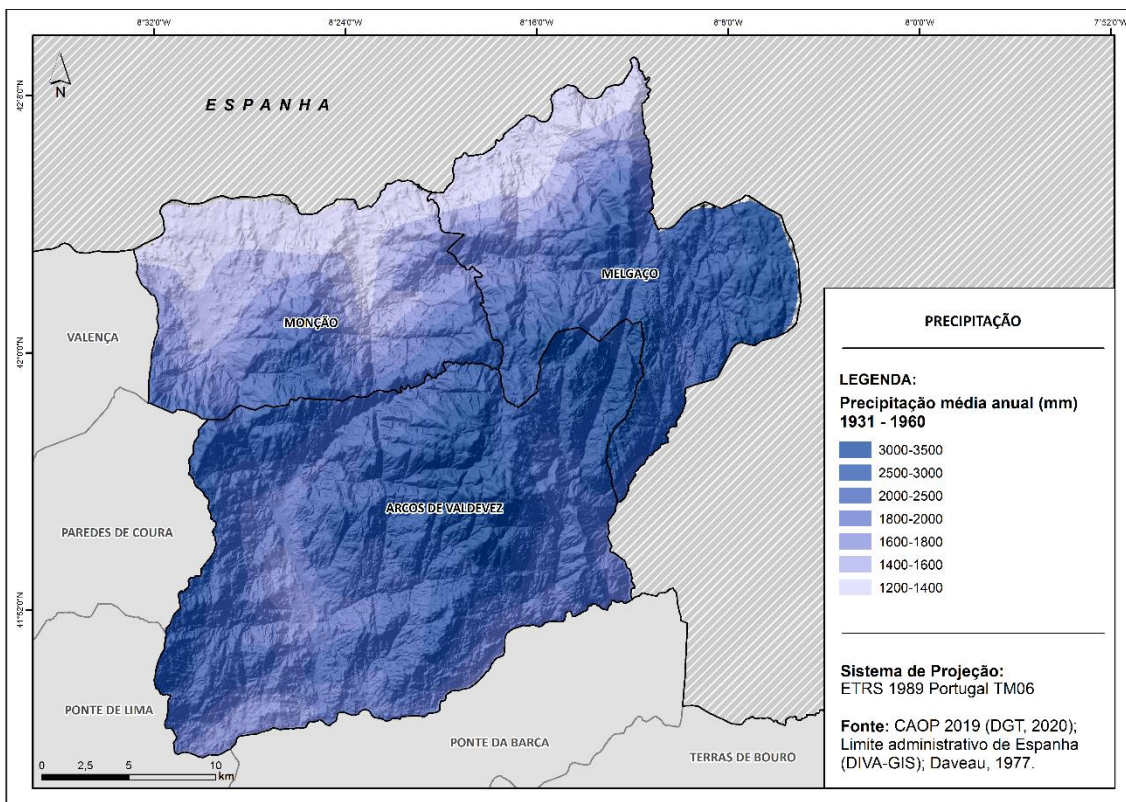 8°32'0"W
8°24'0"W
8°16'0"W
8°8'0"W
8°0'0"W
7°52'0"W
42°8'0"N
42°0'0"N
41°52'0"N
N
ESPANHA
MELGAÇO
MONÇÃO
VALENÇA
ARCOS DE VALDEVEZ
PAREDES DE COURA
PONTE DE LIMA
PONTE DA BARCA
TERRAS DE BOURO
0 2,5 5 10
km
PRECIPITAÇÃO
LEGENDA:
Precipitação média anual (mm)
1931 - 1960
3000-3500
2500-3000
2000-2500
1800-2000
1600-1800
1400-1600
1200-1400
Sistema de Projeção:
ETRS 1989 Portugal TM06
Fonte: CAOP 2019 (DGT, 2020);
Limite administrativo de Espanha
(DIVA-GIS); Daveau, 1977.